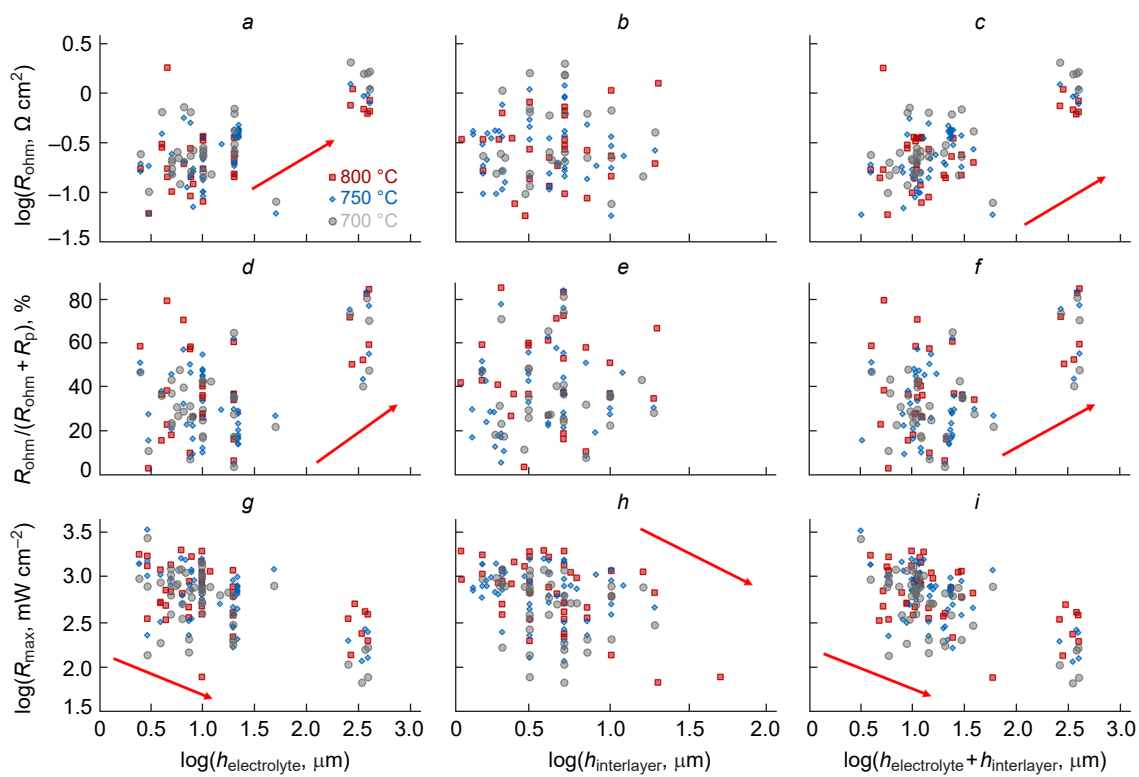 a b c
0.5
0
−0.5
−1.0
−1.5
log(R_ohm, Ω cm²)
800 °C
750 °C
700 °C
d e f
80
60
40
20
0
R_ohm/(R_ohm + R_p), %
g h i
3.5
3.0
2.5
2.0
1.5
log(R_max, mW cm⁻²)
0 0.5 1.0 1.5 2.0 2.5 3.0
0 0.5 1.0 1.5 2.0
0 0.5 1.0 1.5 2.0 2.5 3.0
log(h_electrolyte, μm)
log(h_interlayer, μm)
log(h_electrolyte + h_interlayer, μm)